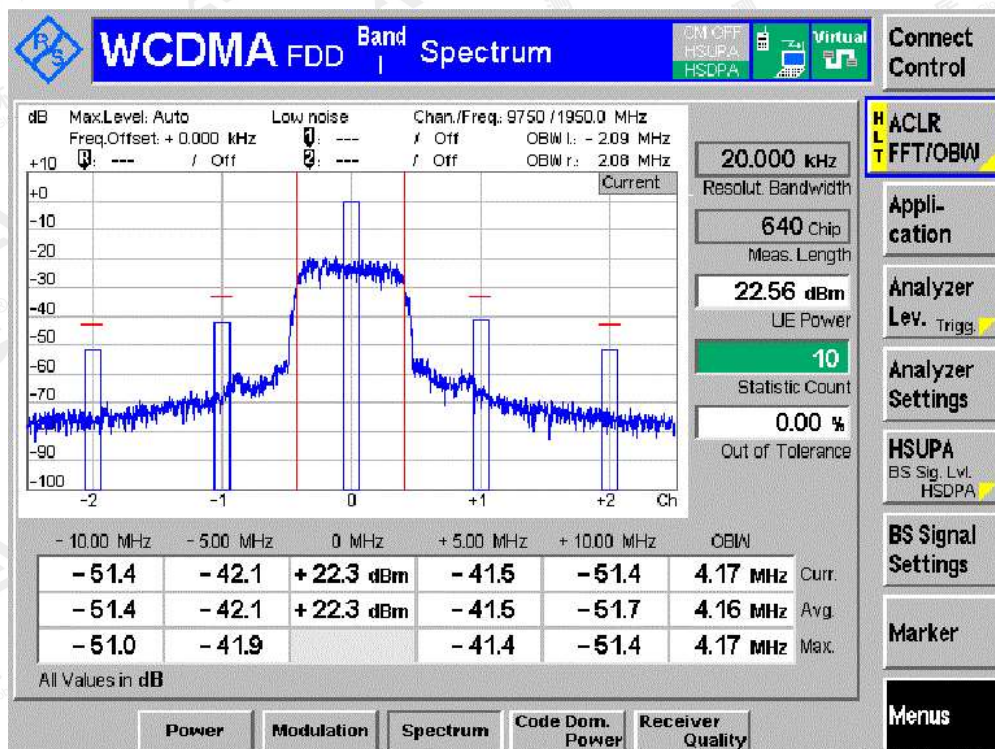 R&S
WCDMA FDD Band I Spectrum
CM OFF
HSUPA
HSDPA
Virtual
Connect
Control
dB Max.Level: Auto Low noise Chan./Freq.: 9750 / 1950.0 MHz
Freq.Offset: + 0.000 kHz 1: --- / Off OBW l.: - 2.09 MHz
+10 R: --- / Off 2: --- / Off OBW r.: 2.08 MHz
Current
+0
-10
-20
-30
-40
-50
-60
-70
-90
-100
-2 -1 0 +1 +2 Ch
20.000 kHz
Resolut. Bandwidth
640 Chip
Meas. Length
22.56 dBm
UE Power
10
Statistic Count
0.00 %
Out of Tolerance
HLT
ACLR
FFT/OBW
Appli-
cation
Analyzer
Lev. Trigg.
Analyzer
Settings
HSUPA
BS Sig. Lvl.
HSDPA
BS Signal
Settings
Marker
Menus
- 10.00 MHz - 5.00 MHz 0 MHz + 5.00 MHz + 10.00 MHz OBW
- 51.4 - 42.1 + 22.3 dBm - 41.5 - 51.4 4.17 MHz Curr.
- 51.4 - 42.1 + 22.3 dBm - 41.5 - 51.7 4.16 MHz Avg.
- 51.0 - 41.9 - 41.4 - 51.4 4.17 MHz Max.
All Values in dB
Power
Modulation
Spectrum
Code Dom.
Power
Receiver
Quality